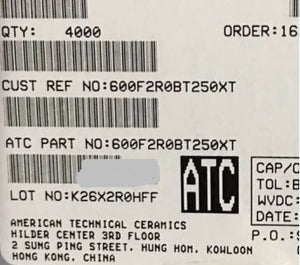 QTY: 4000
ORDER:16
CUST REF NO:600F2R0BT250XT
ATC PART NO:600F2R0BT250XT
ATC
CAP/O
TOL:B
WVDC:
DATE:
P.O.:S
LOT NO:K26X2R0HFF
AMERICAN TECHNICAL CERAMICS
HILDER CENTER 3RD FLOOR
2 SUNG PING STREET, HUNG HOM, KOWLOON
HONG KONG, CHINA